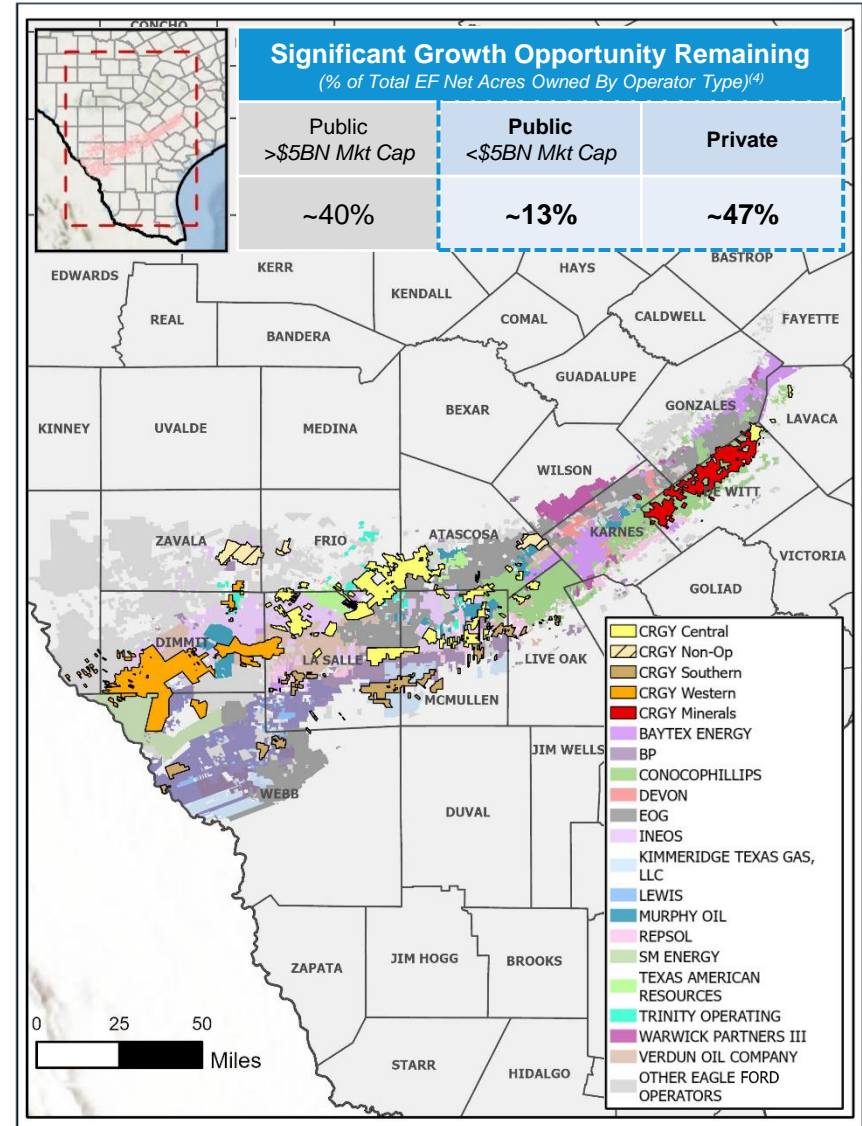 CONCHO
Significant Growth Opportunity Remaining
(% of Total EF Net Acres Owned By Operator Type)(4)
Public
>$5BN Mkt Cap
Public
<$5BN Mkt Cap
Private
~40%
~13%
~47%
EDWARDS
KERR
HAYS
BASTROP
KENDALL
REAL
COMAL
CALDWELL
FAYETTE
BANDERA
GUADALUPE
GONZALES
KINNEY
UVALDE
MEDINA
BEXAR
LAVACA
WILSON
DE WITT
ZAVALA
FRIO
ATASCOSA
KARNES
VICTORIA
GOLIAD
DIMMIT
LA SALLE
LIVE OAK
MCMULLEN
JIM WELLS
WEBB
DUVAL
ZAPATA
JIM HOGG
BROOKS
STARR
HIDALGO
CRGY Central
CRGY Non-Op
CRGY Southern
CRGY Western
CRGY Minerals
BAYTEX ENERGY
BP
CONOCOPHILLIPS
DEVON
EOG
INEOS
KIMMERIDGE TEXAS GAS,
LLC
LEWIS
MURPHY OIL
REPSOL
SM ENERGY
TEXAS AMERICAN
RESOURCES
TRINITY OPERATING
WARWICK PARTNERS III
VERDUN OIL COMPANY
OTHER EAGLE FORD
OPERATORS
0 25 50
Miles